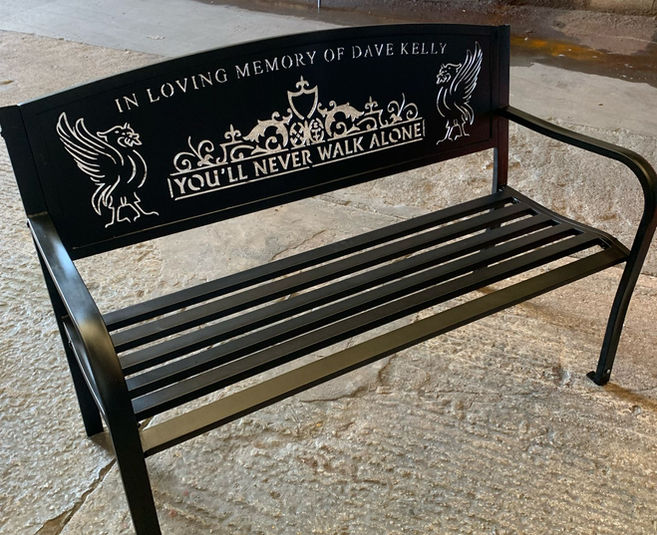 IN LOVING MEMORY OF DAVE KELLY
YOU'LL NEVER WALK ALONE